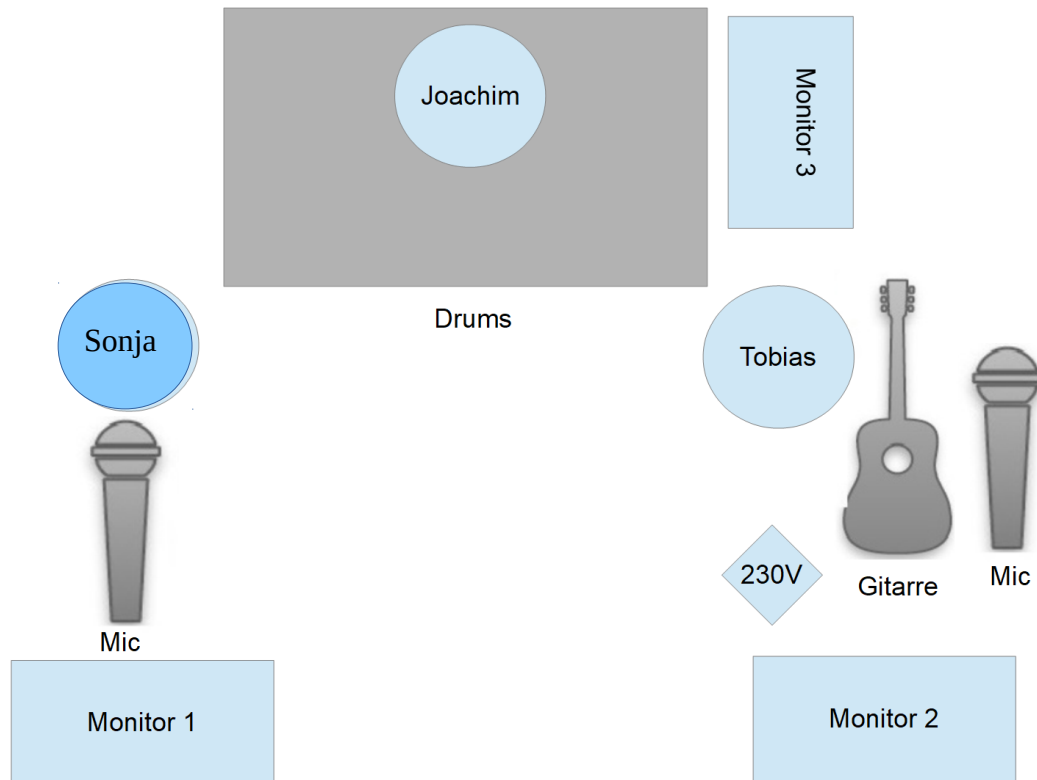 Joachim
Monitor 3
Sonja
Drums
Tobias
230V
Gitarre
Mic
Mic
Monitor 1
Monitor 2